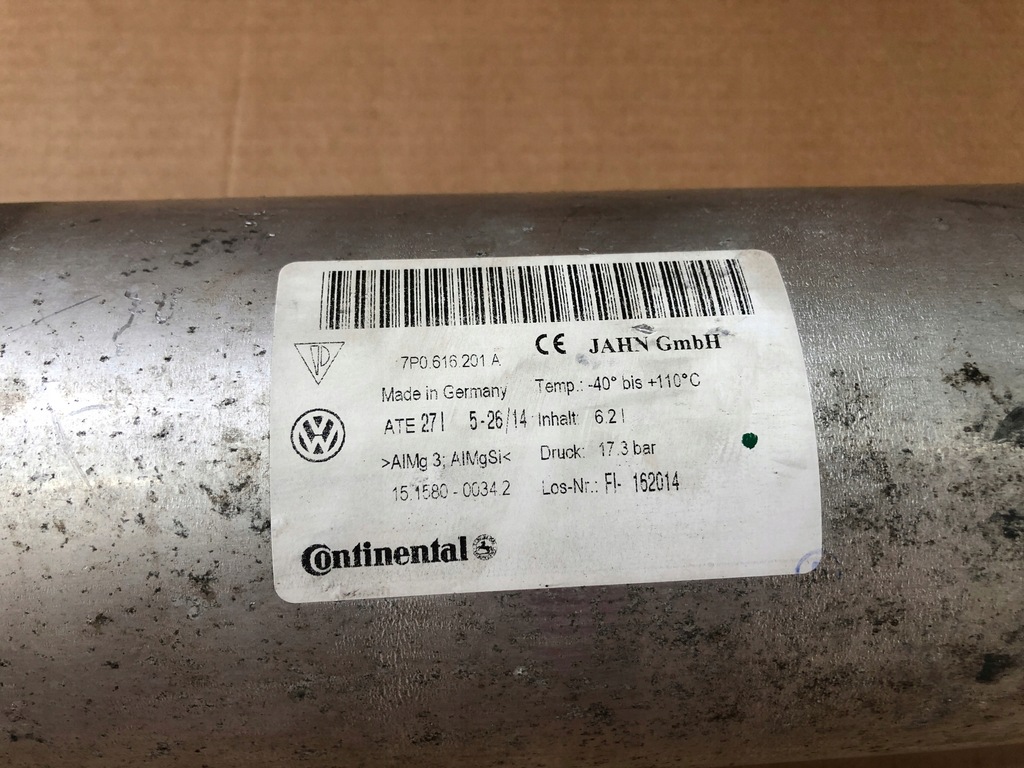 7P0.616.201 A
CE JAHN GmbH
Made in Germany
Temp.: -40° bis +110°C
ATE 271 5-26/14
Inhalt: 6.2 l
>AlMg 3; AlMgSi<
Druck: 17.3 bar
15.1580 - 0034.2
Los-Nr.: FI- 162014
Continental